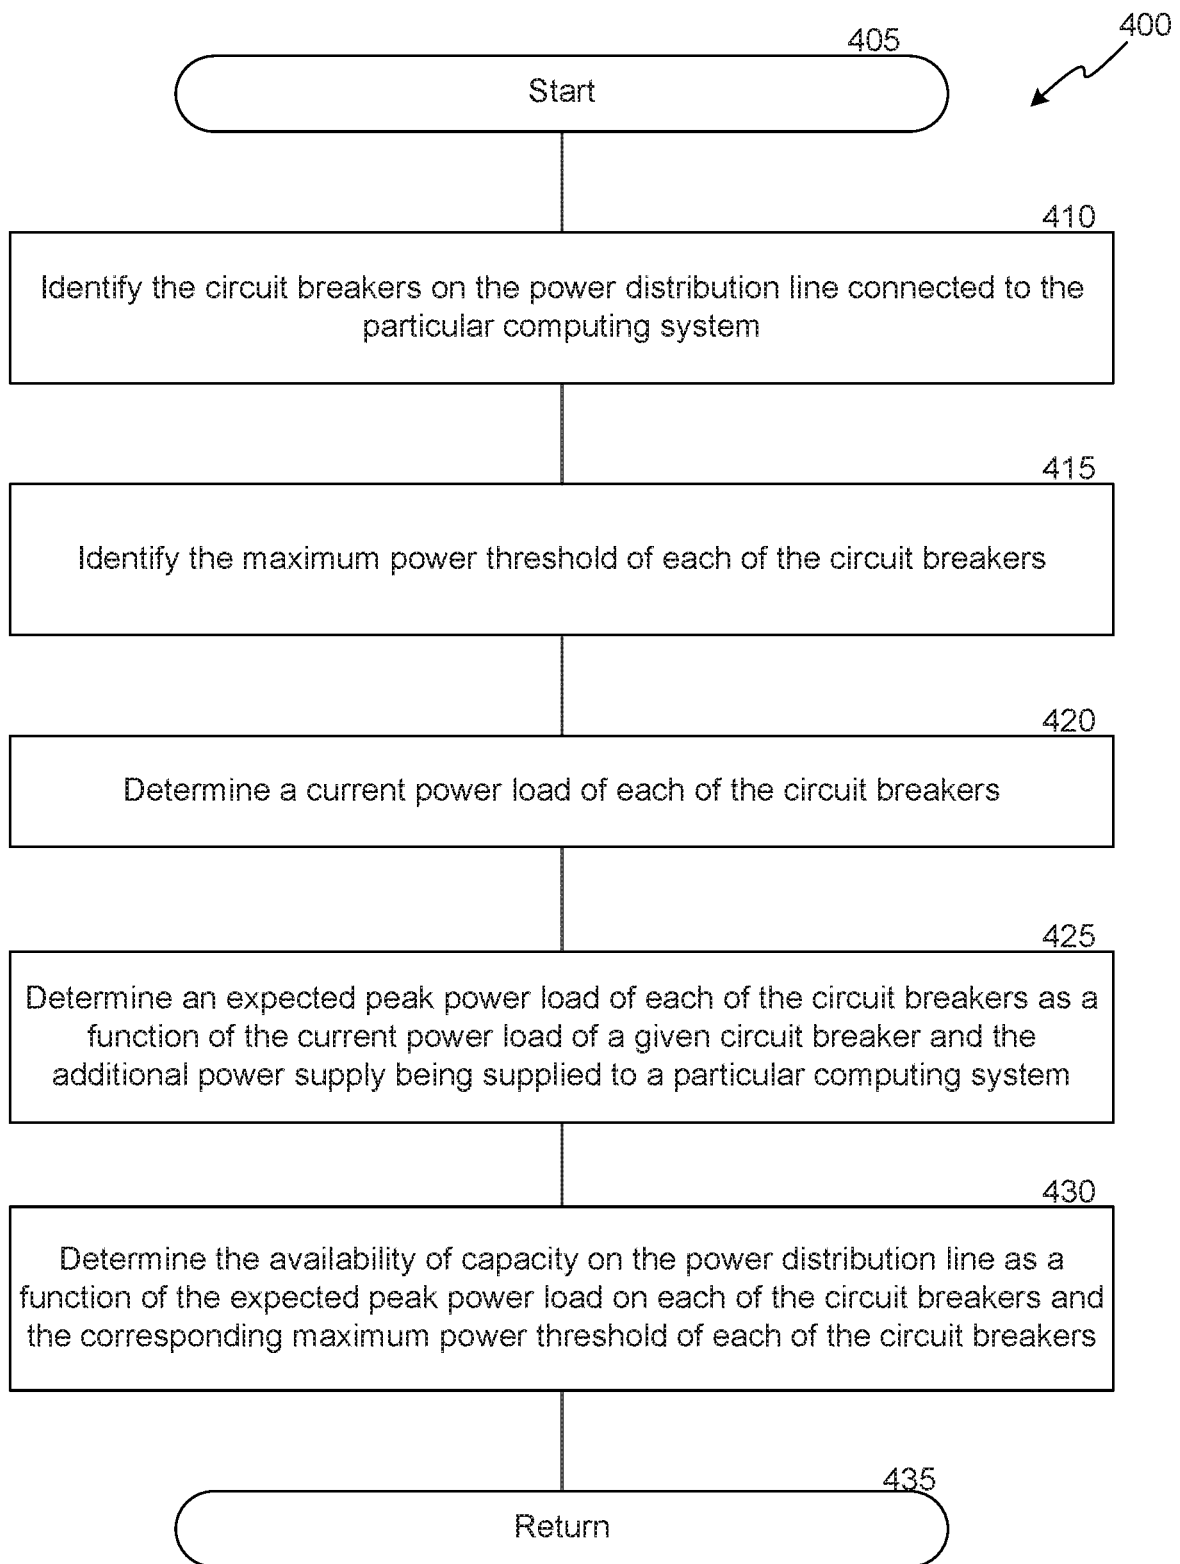 400
405
Start
410
Identify the circuit breakers on the power distribution line connected to the
particular computing system
415
Identify the maximum power threshold of each of the circuit breakers
420
Determine a current power load of each of the circuit breakers
425
Determine an expected peak power load of each of the circuit breakers as a
function of the current power load of a given circuit breaker and the
additional power supply being supplied to a particular computing system
430
Determine the availability of capacity on the power distribution line as a
function of the expected peak power load on each of the circuit breakers and
the corresponding maximum power threshold of each of the circuit breakers
435
Return